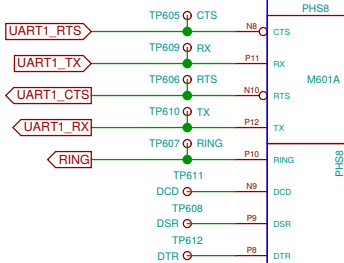 PHS8
TP605 CTS
UART1_RTS N8 CTS
TP609 RX
UART1_TX P11 RX
TP606 RTS
M601A
UART1_CTS N10 RTS
TP610 TX
UART1_RX P12 TX
TP607 RING
RING P10 RING
PHS8
TP611
DCD N9 DCD
TP608
DSR P9 DSR
TP612
DTR P8 DTR